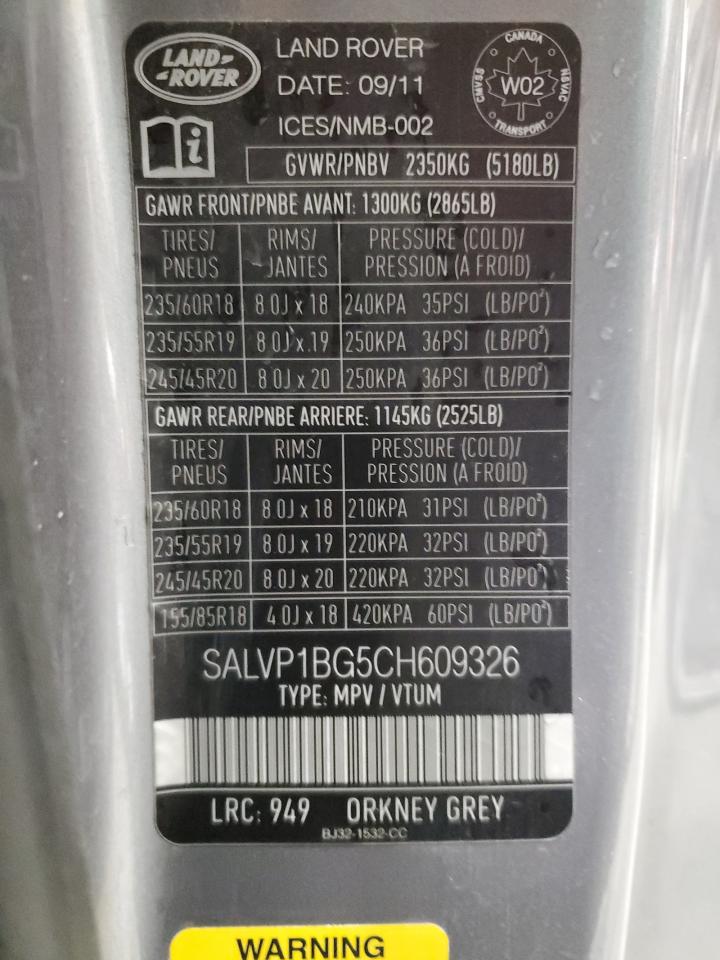 LAND ROVER
LAND ROVER
DATE: 09/11
CANADA
CMVSS W02 NSVAC
TRANSPORT
i
ICES/NMB-002
GVWR/PNBV 2350KG (5180LB)
GAWR FRONT/PNBE AVANT: 1300KG (2865LB)
TIRES/ RIMS/ PRESSURE (COLD)/
PNEUS JANTES PRESSION (A FROID)
235/60R18 8.0J x 18 240KPA 35PSI (LB/PO²)
235/55R19 8.0J x 19 250KPA 36PSI (LB/PO²)
245/45R20 8.0J x 20 250KPA 36PSI (LB/PO²)
GAWR REAR/PNBE ARRIERE: 1145KG (2525LB)
TIRES/ RIMS/ PRESSURE (COLD)/
PNEUS JANTES PRESSION (A FROID)
235/60R18 8.0J x 18 210KPA 31PSI (LB/PO²)
235/55R19 8.0J x 19 220KPA 32PSI (LB/PO²)
245/45R20 8.0J x 20 220KPA 32PSI (LB/PO²)
155/85R18 4.0J x 18 420KPA 60PSI (LB/PO²)
SALVP1BG5CH609326
TYPE: MPV / VTUM
LRC: 949 ORKNEY GREY
BJ32-1532-CC
WARNING